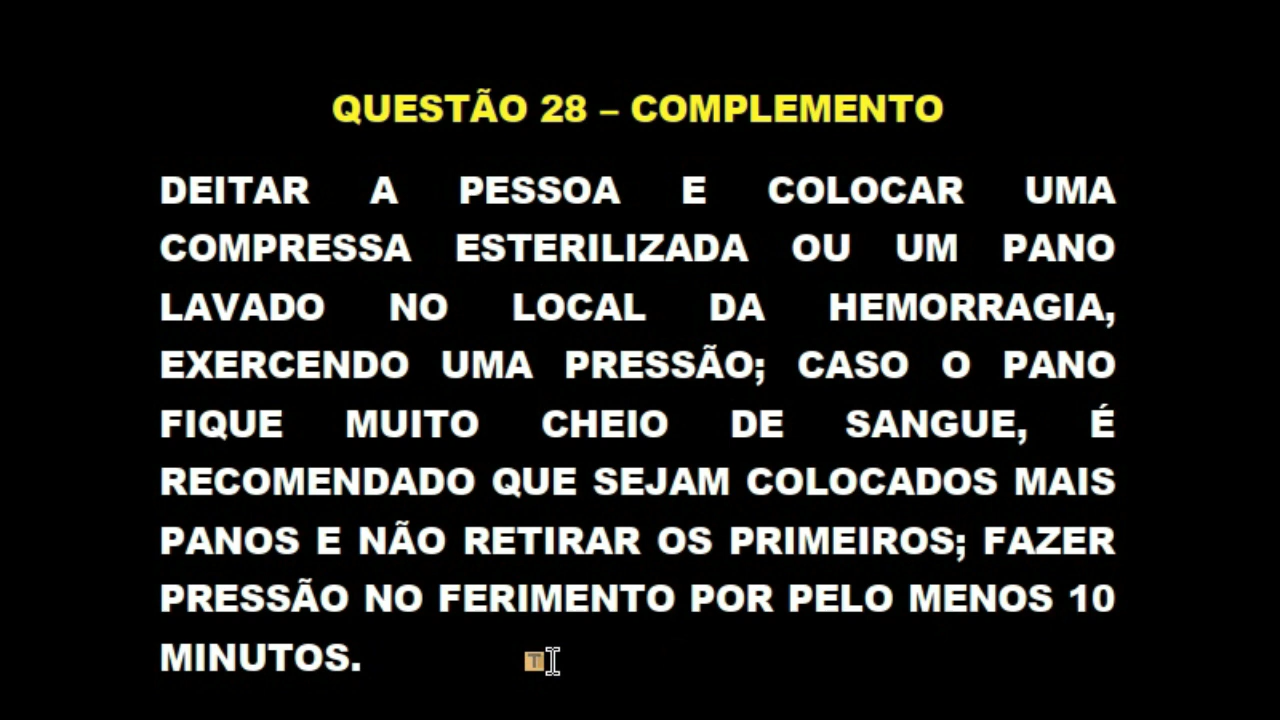 QUESTÃO 28 – COMPLEMENTO
DEITAR A PESSOA E COLOCAR UMA
COMPRESSA ESTERILIZADA OU UM PANO
LAVADO NO LOCAL DA HEMORRAGIA,
EXERCENDO UMA PRESSÃO; CASO O PANO
FIQUE MUITO CHEIO DE SANGUE, É
RECOMENDADO QUE SEJAM COLOCADOS MAIS
PANOS E NÃO RETIRAR OS PRIMEIROS; FAZER
PRESSÃO NO FERIMENTO POR PELO MENOS 10
MINUTOS.
T